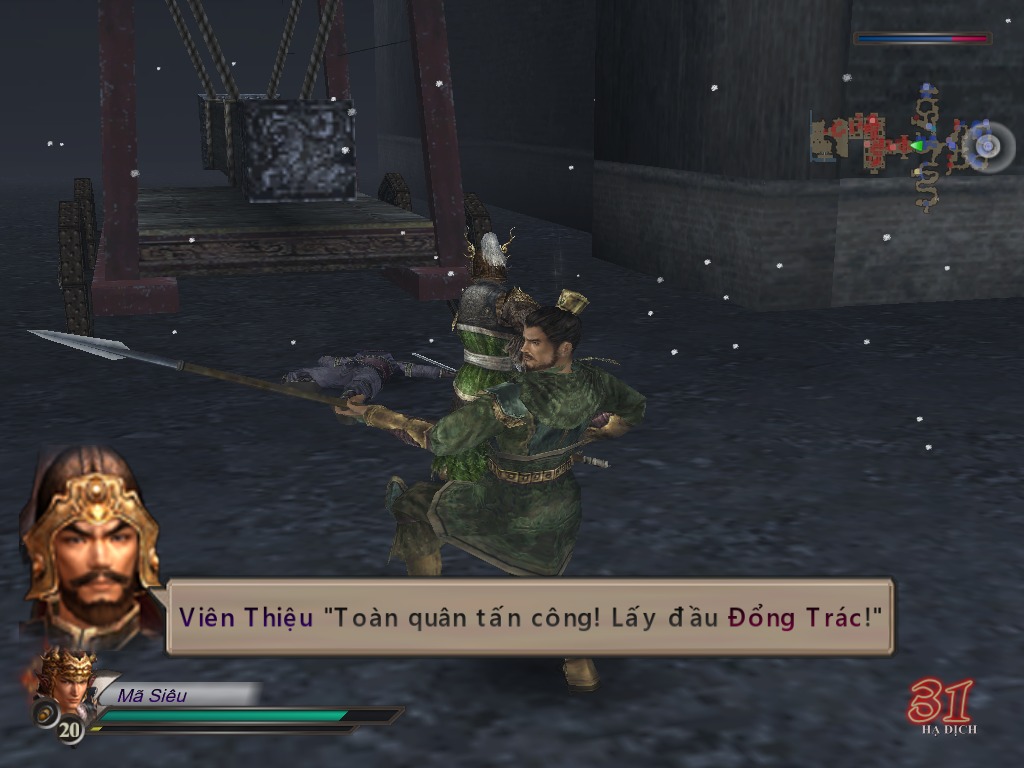 Viên Thiệu "Toàn quân tấn công! Lấy đầu Đổng Trác!"
Mã Siêu
20
31
HẠ ĐỊCH